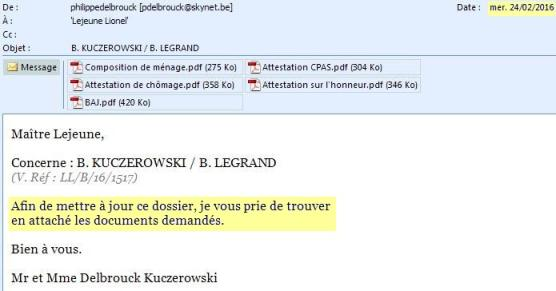 De : philippedelbrouck [pdelbrouck@skynet.be] Date : mer. 24/02/2016
À : 'Lejeune Lionel'
Cc :
Objet : B. KUCZEROWSKI / B. LEGRAND
Message Composition de ménage.pdf (275 Ko) Attestation CPAS.pdf (304 Ko)
Attestation de chômage.pdf (358 Ko) Attestation sur l'honneur.pdf (346 Ko)
BAJ.pdf (420 Ko)
Maître Lejeune,
Concerne : B. KUCZEROWSKI / B. LEGRAND
(V. Réf : LL/B/16/1517)
Afin de mettre à jour ce dossier, je vous prie de trouver
en attaché les documents demandés.
Bien à vous.
Mr et Mme Delbrouck Kuczerowski